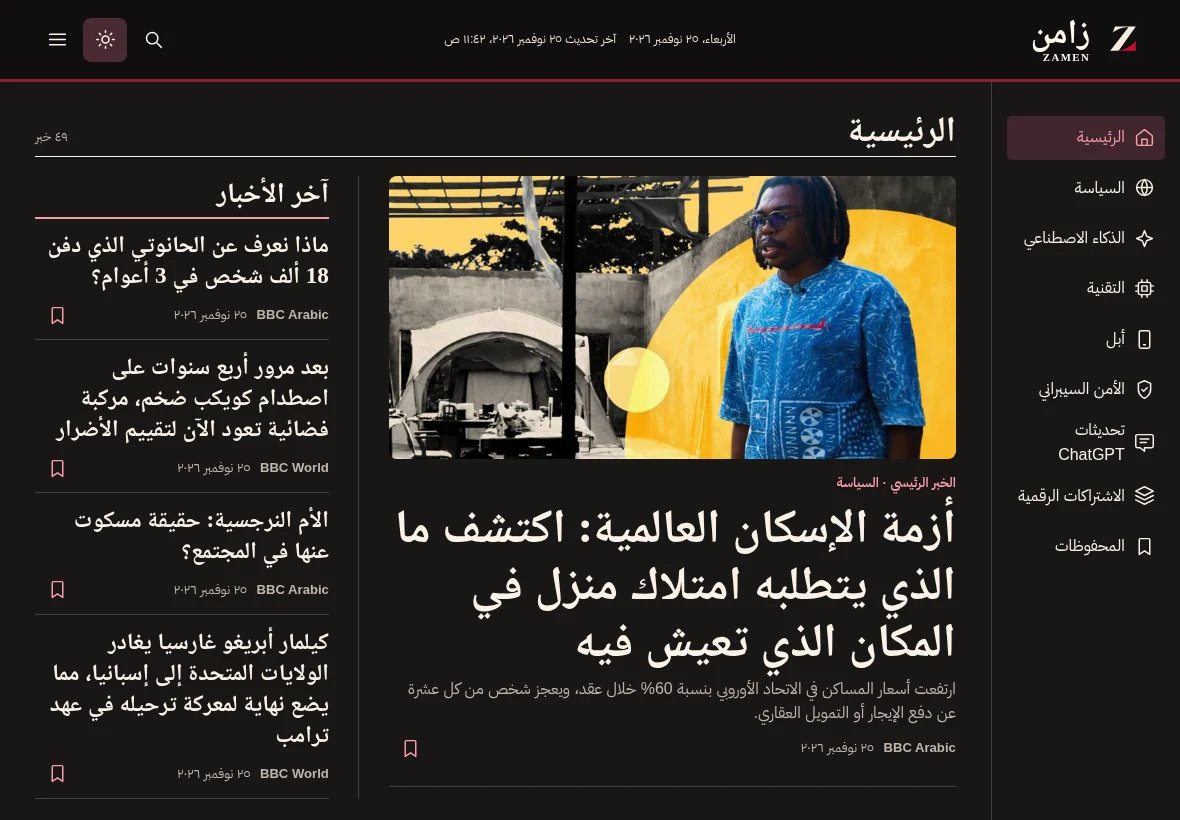 زامن
ZAMEN
الأربعاء، ٢٥ نوفمبر ٢٠٢٦
آخر تحديث ٢٥ نوفمبر ٢٠٢٦، ١١:٤٢ ص
الرئيسية
السياسة
الذكاء الاصطناعي
التقنية
أبل
الأمن السيبراني
تحديثات
ChatGPT
الاشتراكات الرقمية
المحفوظات
الرئيسية
٤٩ خبر
الخبر الرئيسي · السياسة
أزمة الإسكان العالمية: اكتشف ما
الذي يتطلبه امتلاك منزل في
المكان الذي تعيش فيه
ارتفعت أسعار المساكن في الاتحاد الأوروبي بنسبة 60% خلال عقد، ويعجز شخص من كل عشرة
عن دفع الإيجار أو التمويل العقاري.
BBC Arabic ٢٥ نوفمبر ٢٠٢٦
آخر الأخبار
ماذا نعرف عن الحانوتي الذي دفن
18 ألف شخص في 3 أعوام؟
BBC Arabic ٢٥ نوفمبر ٢٠٢٦
بعد مرور أربع سنوات على
اصطدام كويكب ضخم، مركبة
فضائية تعود الآن لتقييم الأضرار
BBC World ٢٥ نوفمبر ٢٠٢٦
الأم النرجسية: حقيقة مسكوت
عنها في المجتمع؟
BBC Arabic ٢٥ نوفمبر ٢٠٢٦
كيلمار أبريغو غارسيا يغادر
الولايات المتحدة إلى إسبانيا، مما
يضع نهاية لمعركة ترحيله في عهد
ترامب
BBC World ٢٥ نوفمبر ٢٠٢٦